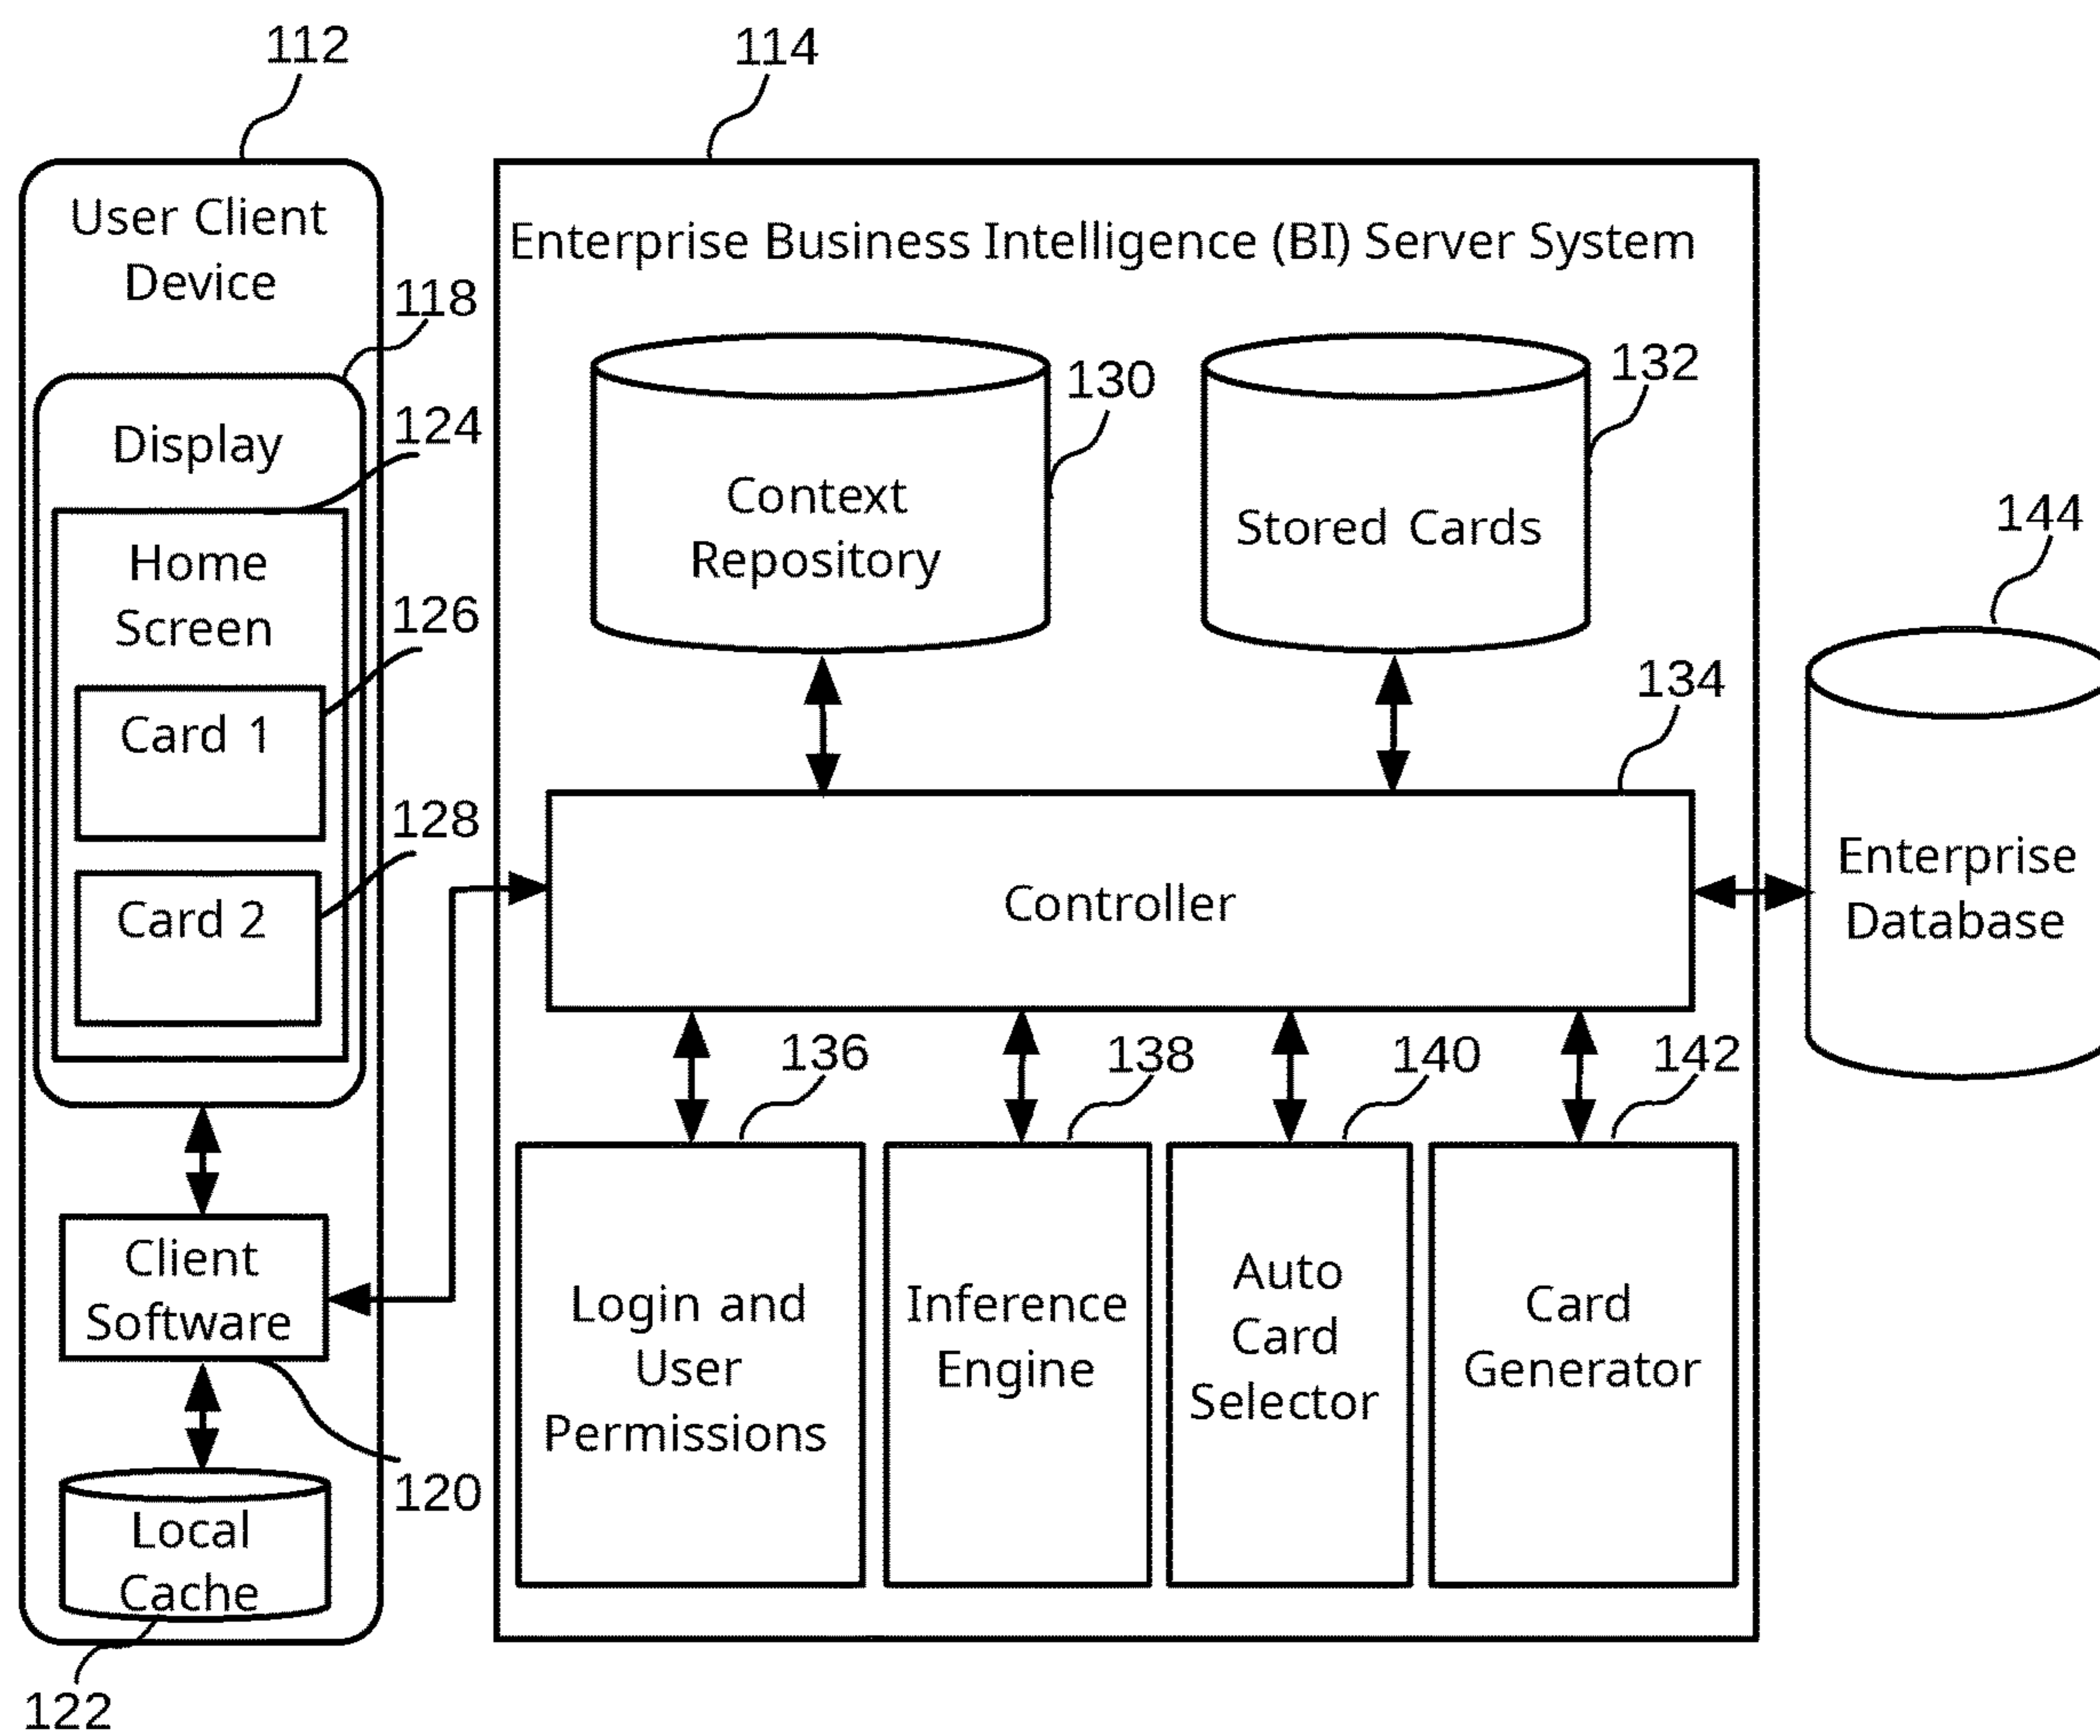 112
114
User Client
Device
118
Display
124
Home
Screen
126
Card 1
128
Card 2
Client
Software
120
Local
Cache
122
Enterprise Business Intelligence (BI) Server System
130
Context
Repository
132
Stored Cards
134
Controller
136
138
140
142
Login and
User
Permissions
Inference
Engine
Auto
Card
Selector
Card
Generator
144
Enterprise
Database